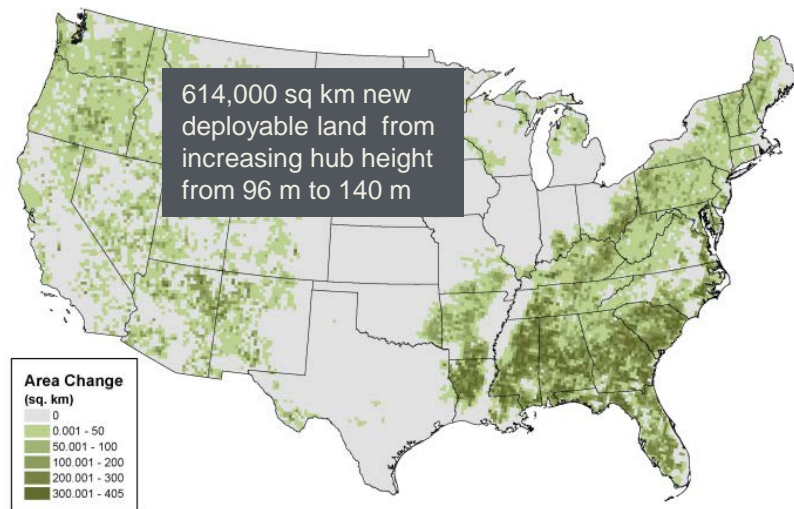 614,000 sq km new
deployable land from
increasing hub height
from 96 m to 140 m
Area Change
(sq. km)
0
0.001 - 50
50.001 - 100
100.001 - 200
200.001 - 300
300.001 - 405